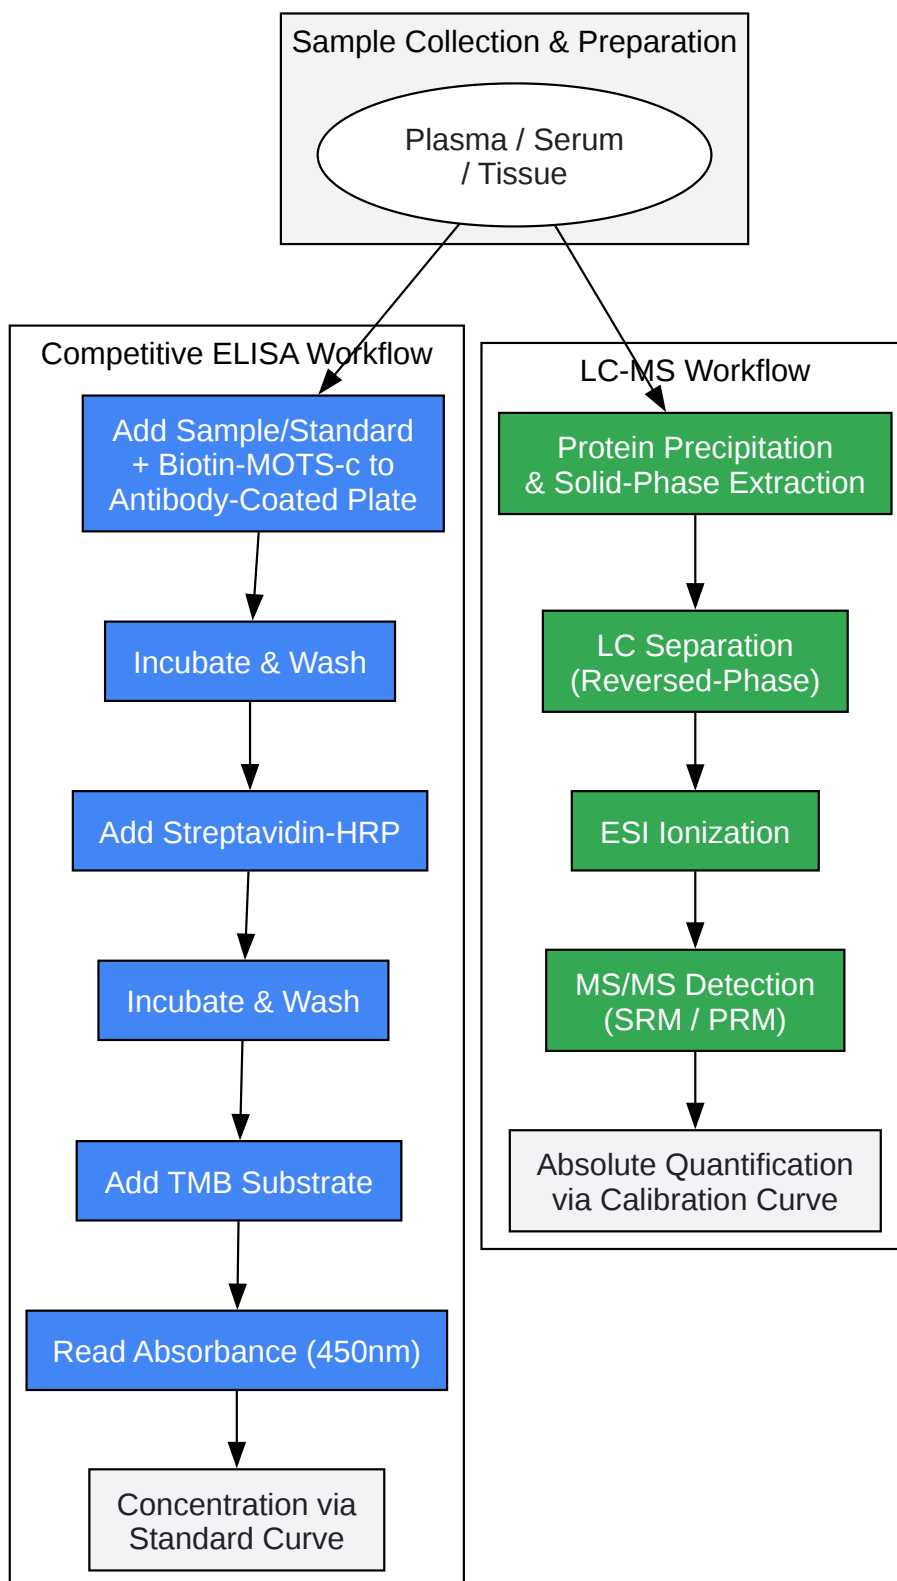 Sample Collection & Preparation
Plasma / Serum
/ Tissue
Competitive ELISA Workflow
Add Sample/Standard
+ Biotin-MOTS-c to
Antibody-Coated Plate
Incubate & Wash
Add Streptavidin-HRP
Incubate & Wash
Add TMB Substrate
Read Absorbance (450nm)
Concentration via
Standard Curve
LC-MS Workflow
Protein Precipitation
& Solid-Phase Extraction
LC Separation
(Reversed-Phase)
ESI Ionization
MS/MS Detection
(SRM / PRM)
Absolute Quantification
via Calibration Curve